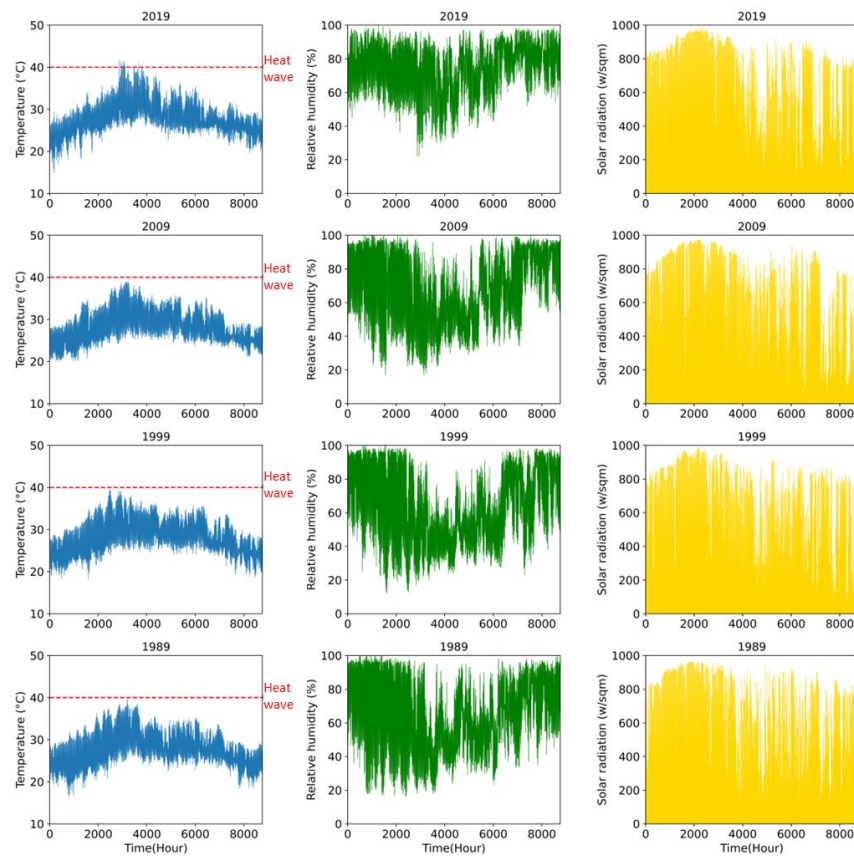 2019
2019
2019
50
40
30
20
10
Temperature (°C)
Heat
wave
0 2000 4000 6000 8000
100
80
60
40
20
0
Relative humidity (%)
0 2000 4000 6000 8000
1000
800
600
400
200
0
Solar radiation (w/sqm)
0 2000 4000 6000 8000
2009
2009
2009
50
40
30
20
10
Temperature (°C)
Heat
wave
0 2000 4000 6000 8000
100
80
60
40
20
0
Relative humidity (%)
0 2000 4000 6000 8000
1000
800
600
400
200
0
Solar radiation (w/sqm)
0 2000 4000 6000 8000
1999
1999
1999
50
40
30
20
10
Temperature (°C)
Heat
wave
0 2000 4000 6000 8000
100
80
60
40
20
0
Relative humidity (%)
0 2000 4000 6000 8000
1000
800
600
400
200
0
Solar radiation (w/sqm)
0 2000 4000 6000 8000
1989
1989
1989
50
40
30
20
10
Temperature (°C)
Heat
wave
0 2000 4000 6000 8000
Time(Hour)
100
80
60
40
20
0
Relative humidity (%)
0 2000 4000 6000 8000
Time(Hour)
1000
800
600
400
200
0
Solar radiation (w/sqm)
0 2000 4000 6000 8000
Time(Hour)